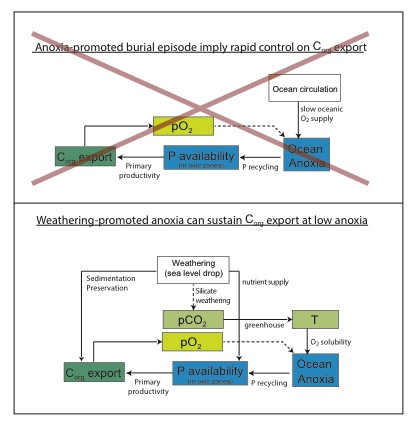 Anoxia-promoted burial episode imply rapid control on Corg export
Ocean circulation
slow oceanic
O2 supply
pO2
Corg export
Primary
productivity
P availability
(in oxic zones)
P recycling
Ocean
Anoxia
Weathering-promoted anoxia can sustain Corg export at low anoxia
Weathering
(sea level drop)
Sedimentation
Preservation
Silicate
weathering
nutrient supply
pCO2
greenhouse
T
pO2
O2 solubility
Corg export
Primary
productivity
P availability
(in oxic zones)
P recycling
Ocean
Anoxia